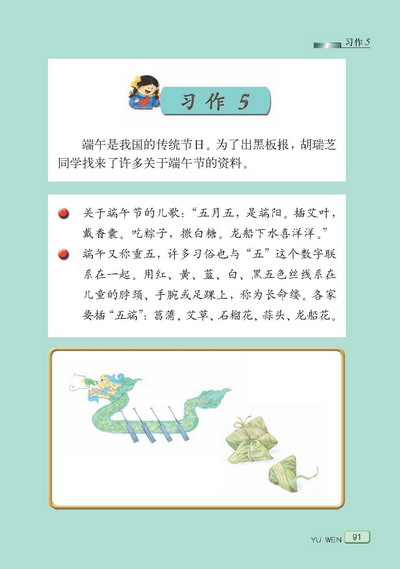 习作 5
习 作 5
端午是我国的传统节日。为了出黑板报，胡瑞芝
同学找来了许多关于端午节的资料。
关于端午节的儿歌：“五月五，是端阳。插艾叶，
戴香囊。吃粽子，撒白糖。龙船下水喜洋洋。”
端午又称重五，许多习俗也与“五”这个数字联
系在一起。用红、黄、蓝、白、黑五色丝线系在
儿童的脖颈、手腕或足踝上，称为长命缕。各家
要插“五端”：菖蒲、艾草、石榴花、蒜头、龙船花。
YU WEN 91